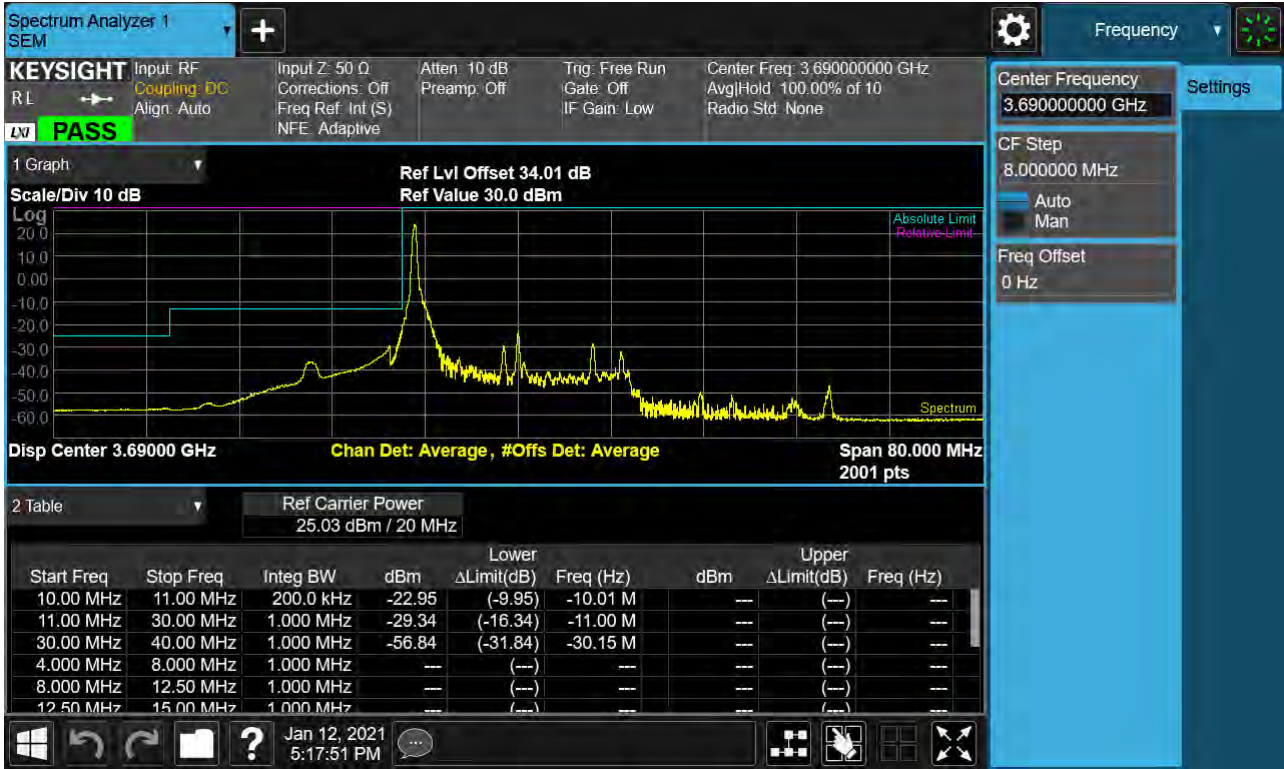 Spectrum Analyzer 1
SEM
Frequency
KEYSIGHT
R L
LXI PASS
Input: RF
Coupling: DC
Align: Auto
Input Z: 50 Ω
Corrections: Off
Freq Ref: Int (S)
NFE: Adaptive
Atten: 10 dB
Preamp: Off
Trig: Free Run
Gate: Off
IF Gain: Low
Center Freq: 3.690000000 GHz
Avg|Hold: 100.00% of 10
Radio Std: None
Center Frequency
3.690000000 GHz
Settings
CF Step
8.000000 MHz
Auto
Man
Freq Offset
0 Hz
1 Graph
Scale/Div 10 dB
Ref Lvl Offset 34.01 dB
Ref Value 30.0 dBm
Log
20.0
10.0
0.00
-10.0
-20.0
-30.0
-40.0
-50.0
-60.0
Absolute Limit
Relative Limit
Spectrum
Disp Center 3.69000 GHz
Chan Det: Average, #Offs Det: Average
Span 80.000 MHz
2001 pts
2 Table
Ref Carrier Power
25.03 dBm / 20 MHz
Lower Upper
Start Freq Stop Freq Integ BW dBm ΔLimit(dB) Freq (Hz) dBm ΔLimit(dB) Freq (Hz)
10.00 MHz 11.00 MHz 200.0 kHz -22.95 (-9.95) -10.01 M --- (---) ---
11.00 MHz 30.00 MHz 1.000 MHz -29.34 (-16.34) -11.00 M --- (---) ---
30.00 MHz 40.00 MHz 1.000 MHz -56.84 (-31.84) -30.15 M --- (---) ---
4.000 MHz 8.000 MHz 1.000 MHz --- (---) --- --- (---) ---
8.000 MHz 12.50 MHz 1.000 MHz --- (---) --- --- (---) ---
12.50 MHz 15.00 MHz 1.000 MHz --- (---) --- --- (---) ---
Jan 12, 2021
5:17:51 PM